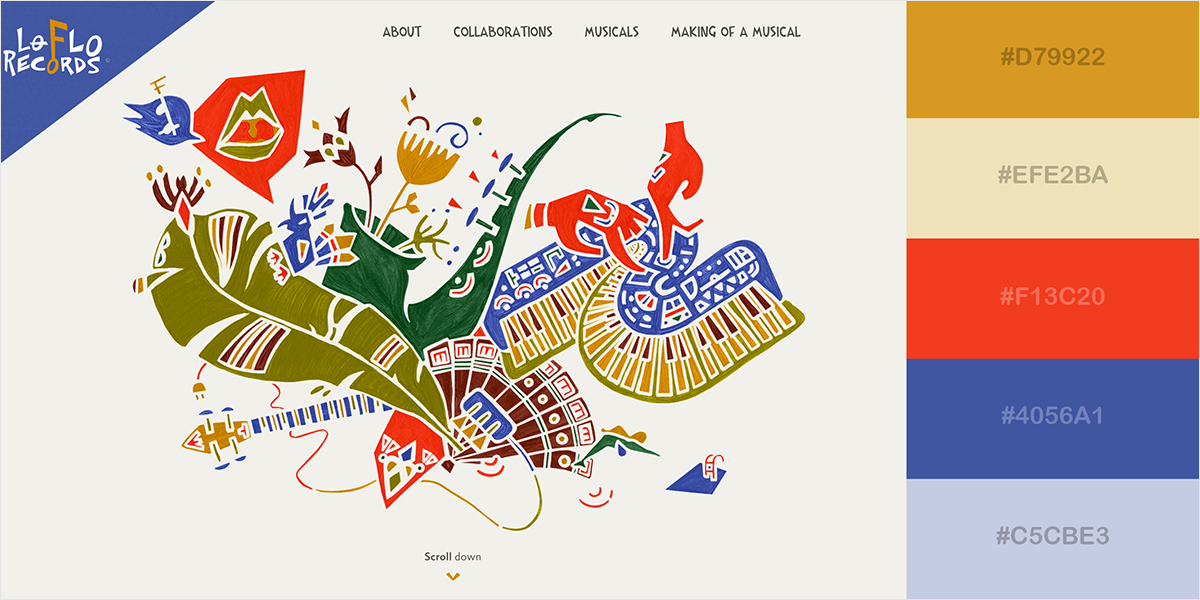 LaFLO
RECORDS
ABOUT COLLABORATIONS MUSICALS MAKING OF A MUSICAL
F
Scroll down
#D79922
#EFE2BA
#F13C20
#4056A1
#C5CBE3